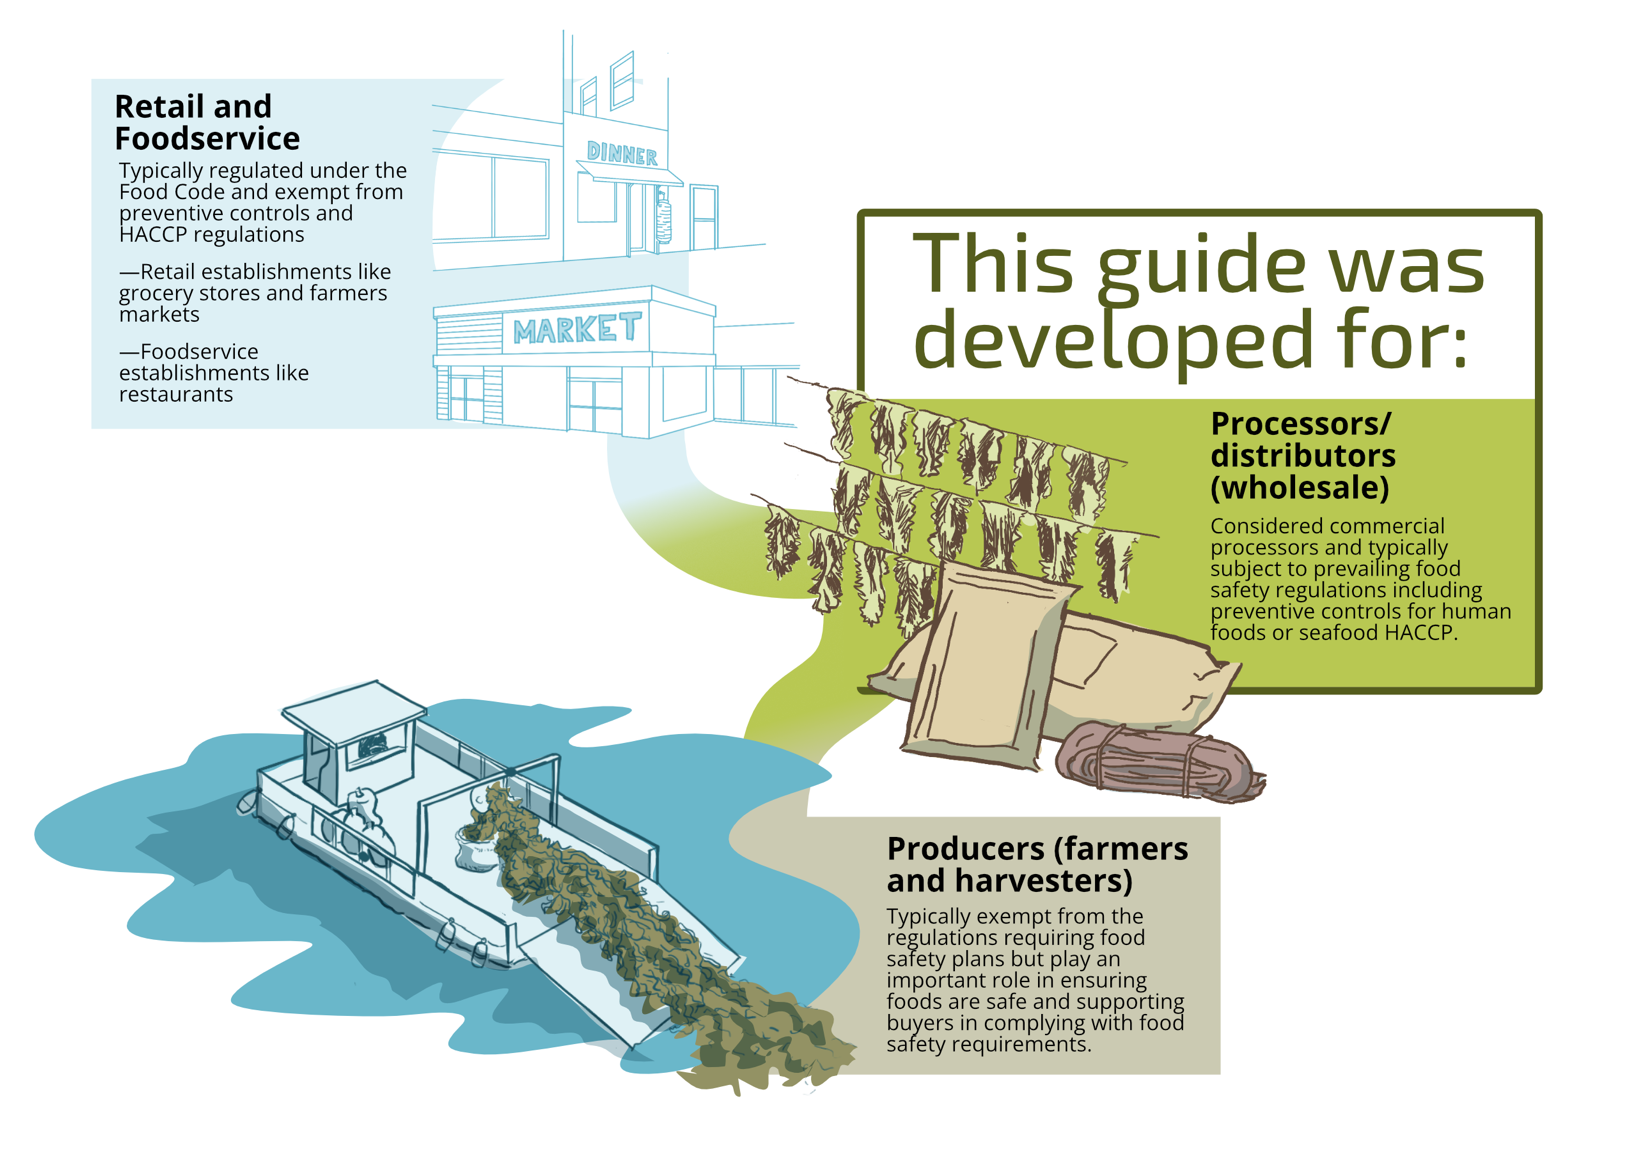 Retail and
Foodservice
Typically regulated under the
Food Code and exempt from
preventive controls and
HACCP regulations
—Retail establishments like
grocery stores and farmers
markets
—Foodservice
establishments like
restaurants
DINNER
MARKET
This guide was
developed for:
Processors/
distributors
(wholesale)
Considered commercial
processors and typically
subject to prevailing food
safety regulations including
preventive controls for human
foods or seafood HACCP.
Producers (farmers
and harvesters)
Typically exempt from the
regulations requiring food
safety plans but play an
important role in ensuring
foods are safe and supporting
buyers in complying with food
safety requirements.